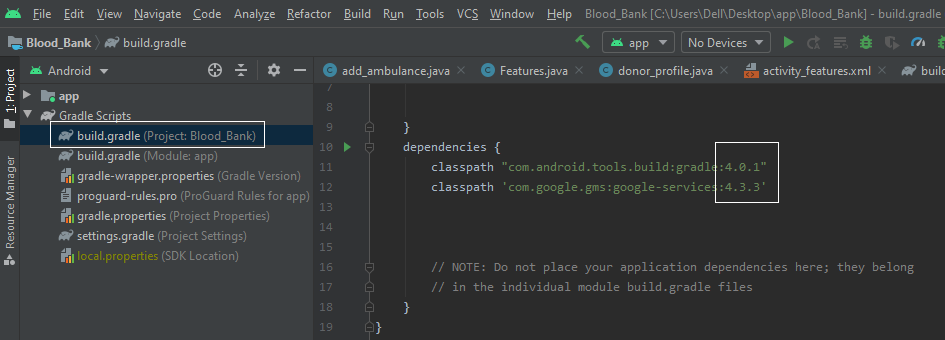 File Edit View Navigate Code Analyze Refactor Build Run Tools VCS Window Help Blood_Bank [C:\Users\Dell\Desktop\app\Blood_Bank] - build.gradle
Blood_Bank build.gradle app No Devices
1: Project
Resource Manager
Android
app
Gradle Scripts
build.gradle (Project: Blood_Bank)
build.gradle (Module: app)
gradle-wrapper.properties (Gradle Version)
proguard-rules.pro (ProGuard Rules for app)
gradle.properties (Project Properties)
settings.gradle (Project Settings)
local.properties (SDK Location)
add_ambulance.java Features.java donor_profile.java activity_features.xml build
7
8
9 }
10 dependencies {
11 classpath "com.android.tools.build:gradle:4.0.1"
12 classpath 'com.google.gms:google-services:4.3.3'
13
14
15
16 // NOTE: Do not place your application dependencies here; they belong
17 // in the individual module build.gradle files
18 }
19 }